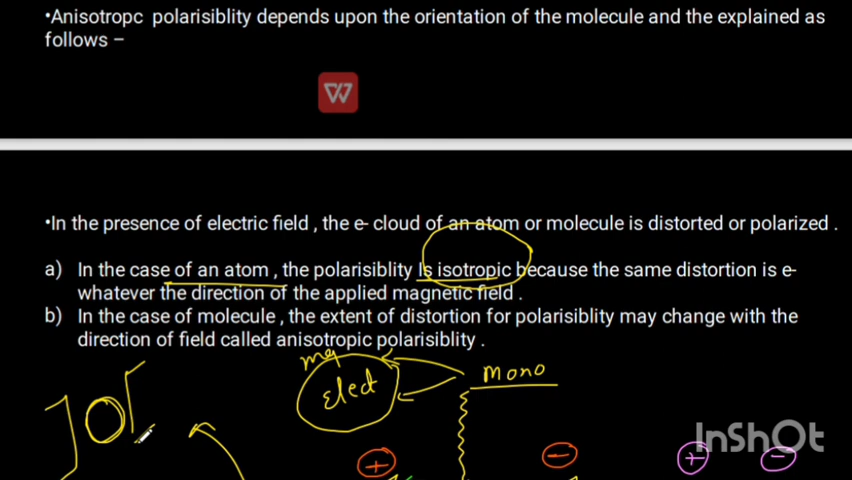 •Anisotropc polarisiblity depends upon the orientation of the molecule and the explained as
follows –
W
•In the presence of electric field , the e- cloud of an atom or molecule is distorted or polarized .
a) In the case of an atom , the polarisiblity Is isotropic because the same distortion is e-
whatever the direction of the applied magnetic field .
b) In the case of molecule , the extent of distortion for polarisiblity may change with the
direction of field called anisotropic polarisiblity .
mag
Elect
Mono
+
−
+
−
InShOt